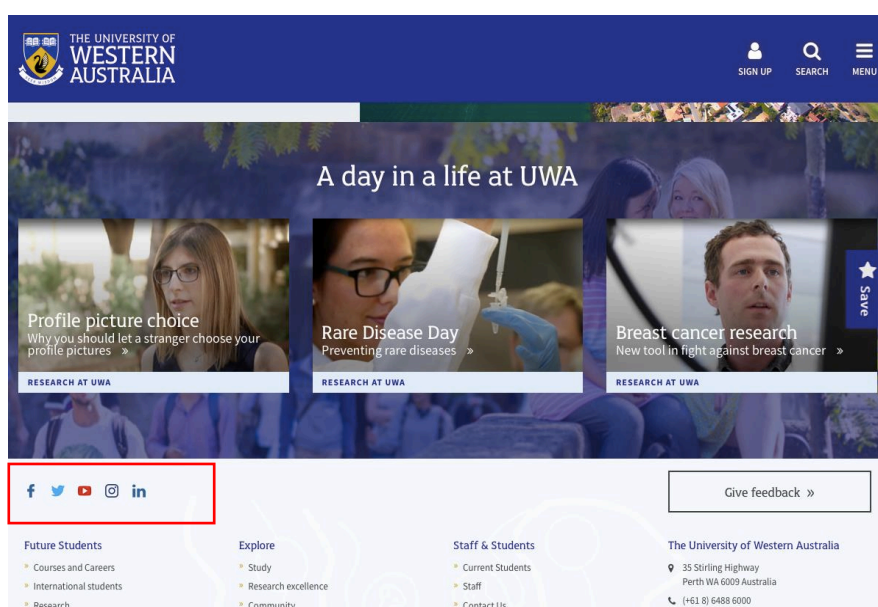 THE UNIVERSITY OF
WESTERN
AUSTRALIA
SIGN UP
SEARCH
MENU
A day in a life at UWA
Profile picture choice
Why you should let a stranger choose your
profile pictures »
RESEARCH AT UWA
Rare Disease Day
Preventing rare diseases »
RESEARCH AT UWA
Breast cancer research
New tool in fight against breast cancer »
RESEARCH AT UWA
Save
Give feedback »
Future Students
» Courses and Careers
» International students
» Research
Explore
» Study
» Research excellence
» Community
Staff & Students
» Current Students
» Staff
» Contact Us
The University of Western Australia
35 Stirling Highway
Perth WA 6009 Australia
(+61 8) 6488 6000